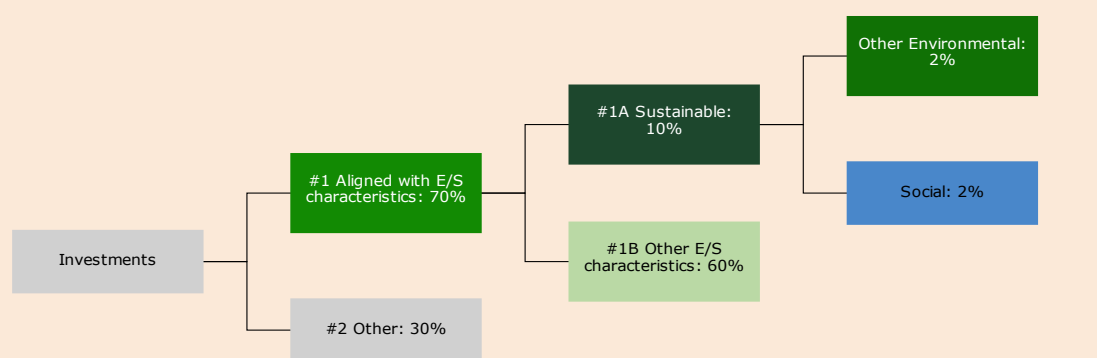 Other Environmental:
2%
#1A Sustainable:
10%
#1 Aligned with E/S
characteristics: 70%
Social: 2%
Investments
#1B Other E/S
characteristics: 60%
#2 Other: 30%